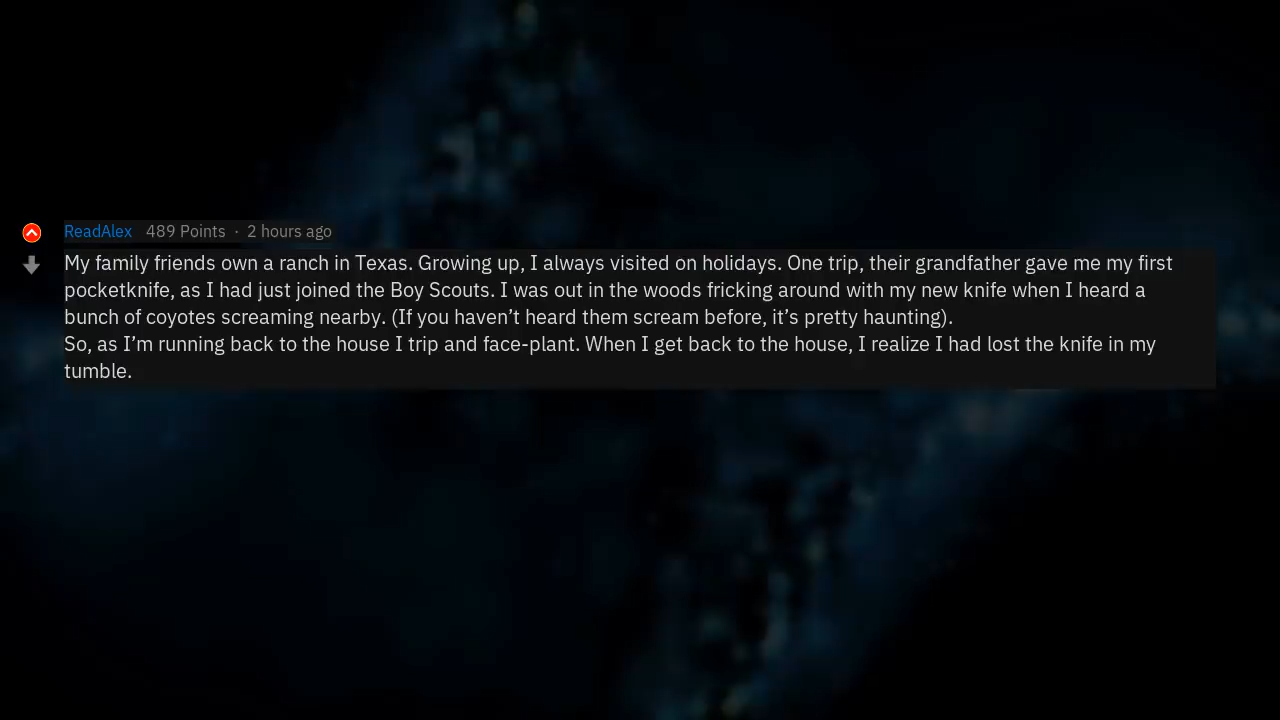 ReadAlex 489 Points · 2 hours ago
My family friends own a ranch in Texas. Growing up, I always visited on holidays. One trip, their grandfather gave me my first
pocketknife, as I had just joined the Boy Scouts. I was out in the woods fricking around with my new knife when I heard a
bunch of coyotes screaming nearby. (If you haven’t heard them scream before, it’s pretty haunting).
So, as I’m running back to the house I trip and face-plant. When I get back to the house, I realize I had lost the knife in my
tumble.